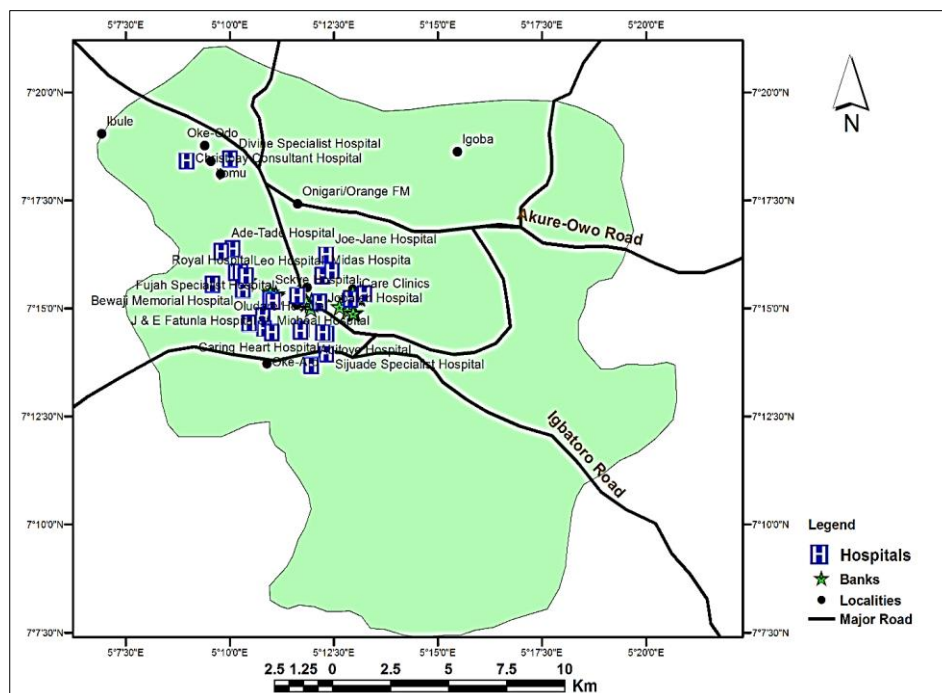 5°7'30"E 5°10'0"E 5°12'30"E 5°15'0"E 5°17'30"E 5°20'0"E
7°20'0"N 7°20'0"N
N
Ibule
Oke-Odo
Divine Specialist Hospital
Igoba
Christbay Consultant Hospital
Onigari/Orange FM
7°17'30"N 7°17'30"N
Akure-Owo Road
Ade-Tade Hospital
Joe-Jane Hospital
Royal Hospital
Leo Hospital
Midas Hospita
Sckye Hospital
iCare Clinics
Fujah Specialist Hospital
Bewaji Memorial Hospital
Hospital
7°15'0"N 7°15'0"N
J & E Fatunla Hospital
Micheal Hospital
Caring Heart Hospital
Hospital
Sijuade Specialist Hospital
7°12'30"N 7°12'30"N
Igbatoro Road
7°10'0"N 7°10'0"N
Legend
Hospitals
Banks
Localities
Major Road
7°7'30"N 7°7'30"N
5°7'30"E 5°10'0"E 5°12'30"E 5°15'0"E 5°17'30"E 5°20'0"E
2.5 1.25 0 2.5 5 7.5 10
Km